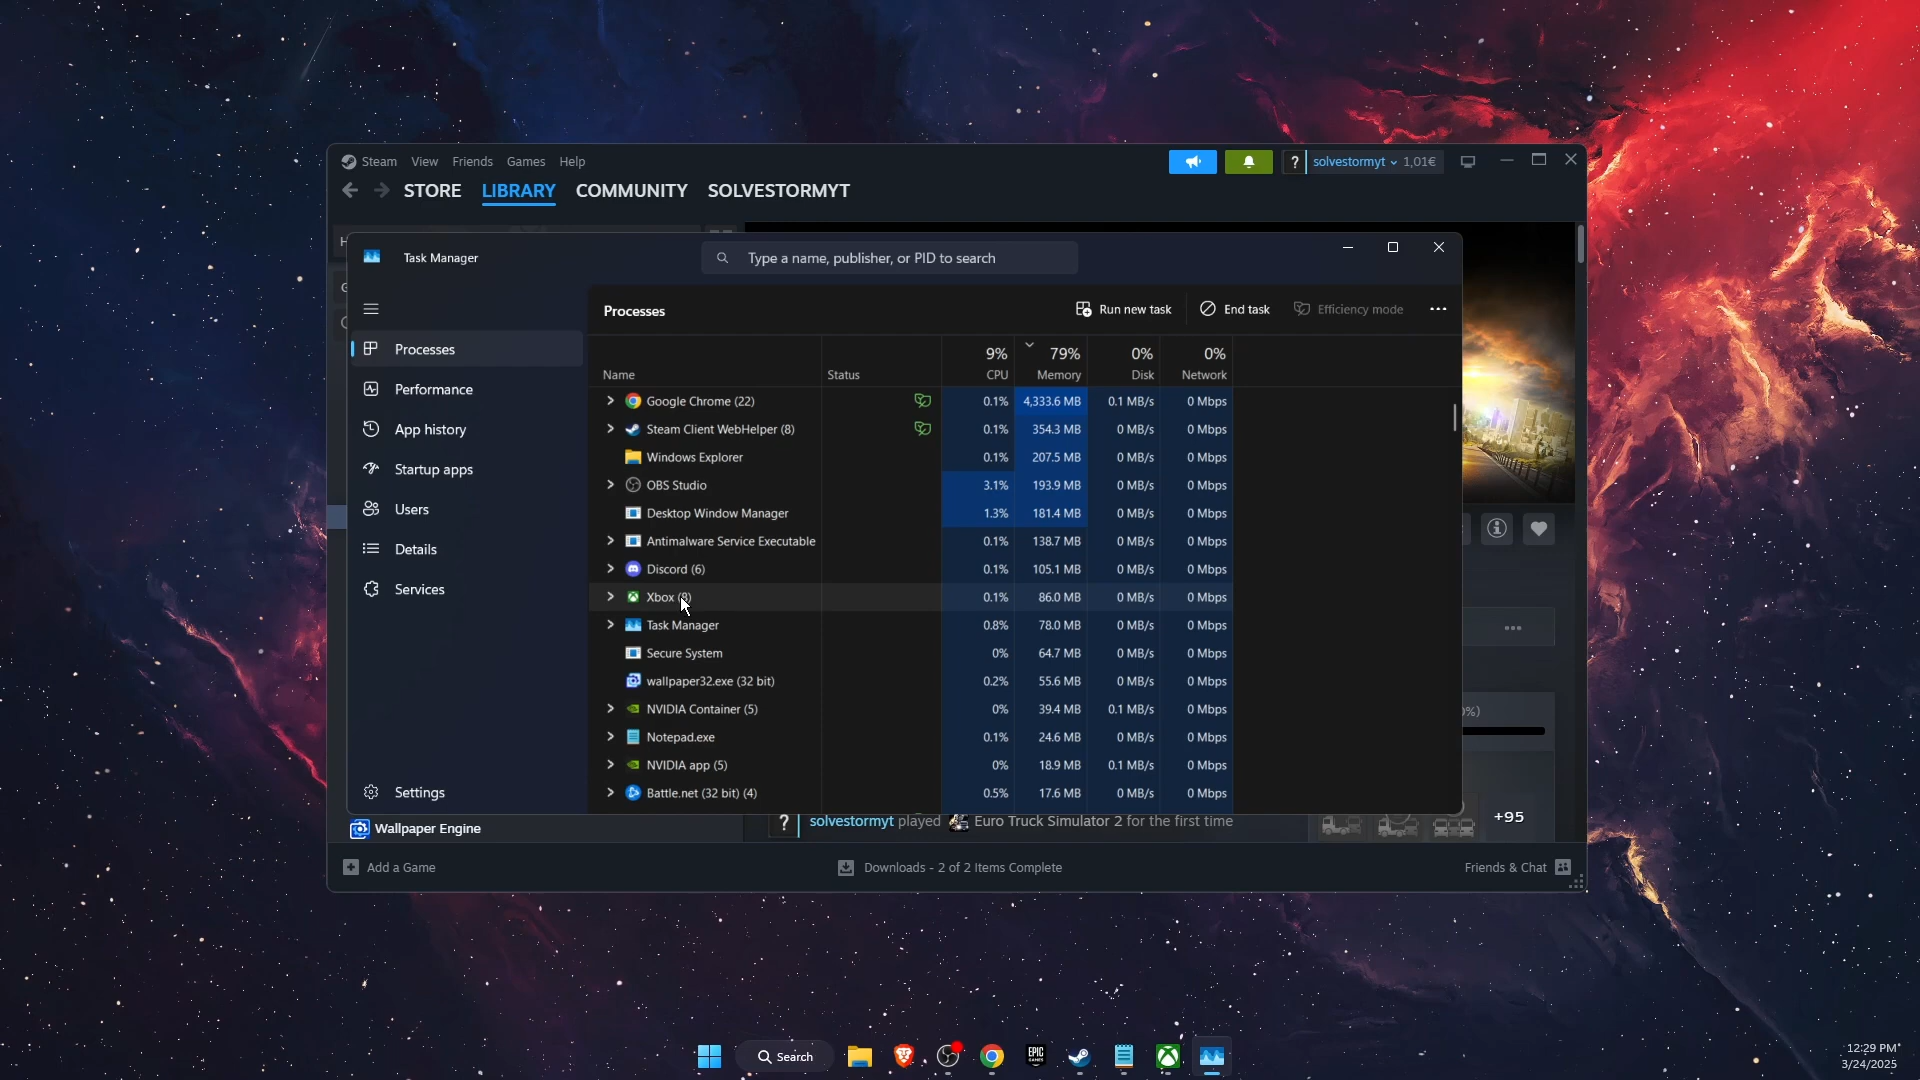 Steam View Friends Games Help
? solvestormyt 1,01€
STORE LIBRARY COMMUNITY SOLVESTORMYT
Task Manager
Type a name, publisher, or PID to search
Processes
Run new task End task Efficiency mode
Processes
Performance
App history
Startup apps
Users
Details
Services
Settings
9% 79% 0% 0%
Name Status CPU Memory Disk Network
Google Chrome (22) 0.1% 4,333.6 MB 0.1 MB/s 0 Mbps
Steam Client WebHelper (8) 0.1% 354.3 MB 0 MB/s 0 Mbps
Windows Explorer 0.1% 207.5 MB 0 MB/s 0 Mbps
OBS Studio 3.1% 193.9 MB 0 MB/s 0 Mbps
Desktop Window Manager 1.3% 181.4 MB 0 MB/s 0 Mbps
Antimalware Service Executable 0.1% 138.7 MB 0 MB/s 0 Mbps
Discord (6) 0.1% 105.1 MB 0 MB/s 0 Mbps
Xbox (8) 0.1% 86.0 MB 0 MB/s 0 Mbps
Task Manager 0.8% 78.0 MB 0 MB/s 0 Mbps
Secure System 0% 64.7 MB 0 MB/s 0 Mbps
wallpaper32.exe (32 bit) 0.2% 55.6 MB 0 MB/s 0 Mbps
NVIDIA Container (5) 0% 39.4 MB 0.1 MB/s 0 Mbps
Notepad.exe 0.1% 24.6 MB 0 MB/s 0 Mbps
NVIDIA app (5) 0% 18.9 MB 0.1 MB/s 0 Mbps
Battle.net (32 bit) (4) 0.5% 17.6 MB 0 MB/s 0 Mbps
%)
Wallpaper Engine
? solvestormyt played Euro Truck Simulator 2 for the first time
+95
Add a Game
Downloads - 2 of 2 Items Complete
Friends & Chat
Search
EPIC GAMES
12:29 PM
3/24/2025